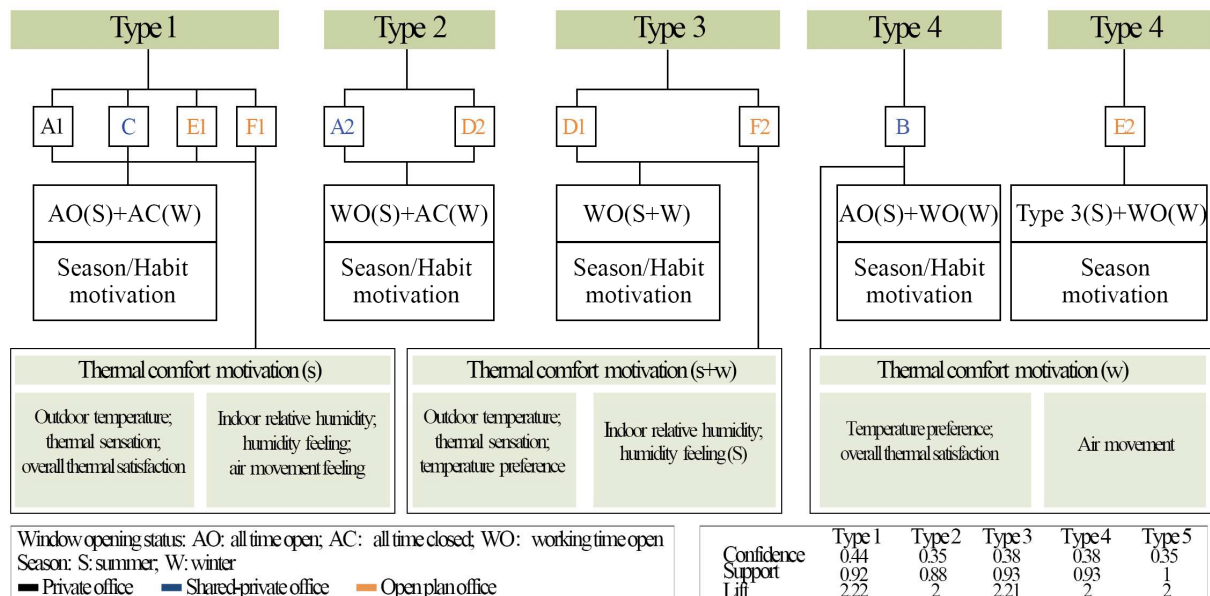 Type 1
Type 2
Type 3
Type 4
Type 4
A1
C
E1
F1
A2
D2
D1
F2
B
E2
AO(S)+AC(W)
Season/Habit
motivation
WO(S)+AC(W)
Season/Habit
motivation
WO(S+W)
Season/Habit
motivation
AO(S)+WO(W)
Season/Habit
motivation
Type 3(S)+WO(W)
Season
motivation
Thermal comfort motivation (s)
Outdoor temperature;
thermal sensation;
overall thermal satisfaction
Indoor relative humidity;
humidity feeling;
air movement feeling
Thermal comfort motivation (s+w)
Outdoor temperature;
thermal sensation;
temperature preference
Indoor relative humidity;
humidity feeling (S)
Thermal comfort motivation (w)
Temperature preference;
overall thermal satisfaction
Air movement
Window opening status: AO: all time open; AC: all time closed; WO: working time open
Season: S: summer; W: winter
Private office Shared-private office Open plan office
Type 1 Type 2 Type 3 Type 4 Type 5
Confidence 0.44 0.35 0.38 0.38 0.35
Support 0.92 0.88 0.93 0.93 1
Lift 2.22 2 2.21 2 2